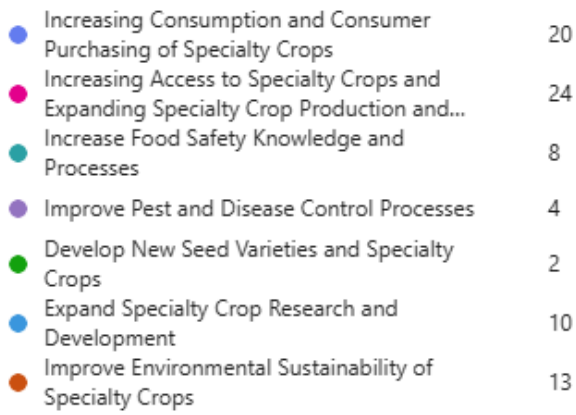 Increasing Consumption and Consumer
Purchasing of Specialty Crops
20
Increasing Access to Specialty Crops and
Expanding Specialty Crop Production and...
24
Increase Food Safety Knowledge and
Processes
8
Improve Pest and Disease Control Processes
4
Develop New Seed Varieties and Specialty
Crops
2
Expand Specialty Crop Research and
Development
10
Improve Environmental Sustainability of
Specialty Crops
13